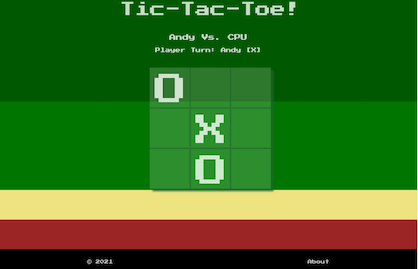 Tic-Tac-Toe!
Andy Vs. CPU
Player Turn: Andy [X]
O
X
O
© 2021
About